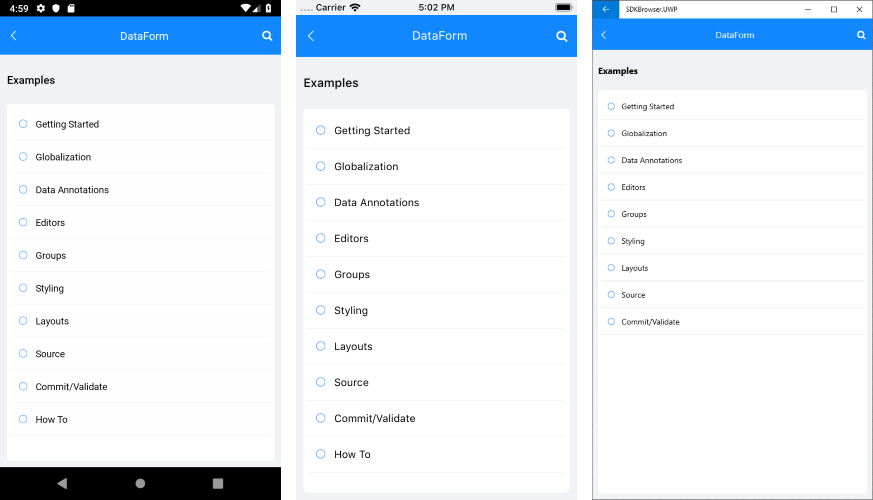 4:59
DataForm
Examples
Getting Started
Globalization
Data Annotations
Editors
Groups
Styling
Layouts
Source
Commit/Validate
How To
Carrier 5:02 PM
DataForm
Examples
Getting Started
Globalization
Data Annotations
Editors
Groups
Styling
Layouts
Source
Commit/Validate
How To
SDKBrowser.UWP
DataForm
Examples
Getting Started
Globalization
Data Annotations
Editors
Groups
Styling
Layouts
Source
Commit/Validate